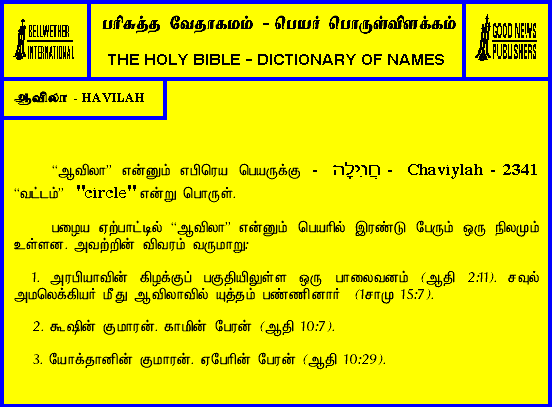 BELLWETHER
INTERNATIONAL
பரிசுத்த வேதாகமம் - பெயர் பொருள்விளக்கம்
THE HOLY BIBLE - DICTIONARY OF NAMES
GOOD NEWS
PUBLISHERS
ஆவிலா - HAVILAH
“ஆவிலா” என்னும் எபிரெய பெயருக்கு - חֲוִילָה - Chaviylah - 2341
“வட்டம்” "circle" என்று பொருள்.
பழைய ஏற்பாட்டில் “ஆவிலா” என்னும் பெயரில் இரண்டு பேரும் ஒரு நிலமும்
உள்ளன. அவற்றின் விவரம் வருமாறு:
1. அரபியாவின் கிழக்குப் பகுதியிலுள்ள ஒரு பாலைவனம் (ஆதி 2:11). சவுல்
அமலெக்கியர் மீது ஆவிலாவில் யுத்தம் பண்ணினார் (1சாமு 15:7).
2. கூஷின் குமாரன். காமின் பேரன் (ஆதி 10:7).
3. யோக்தானின் குமாரன். ஏபேரின் பேரன் (ஆதி 10:29).